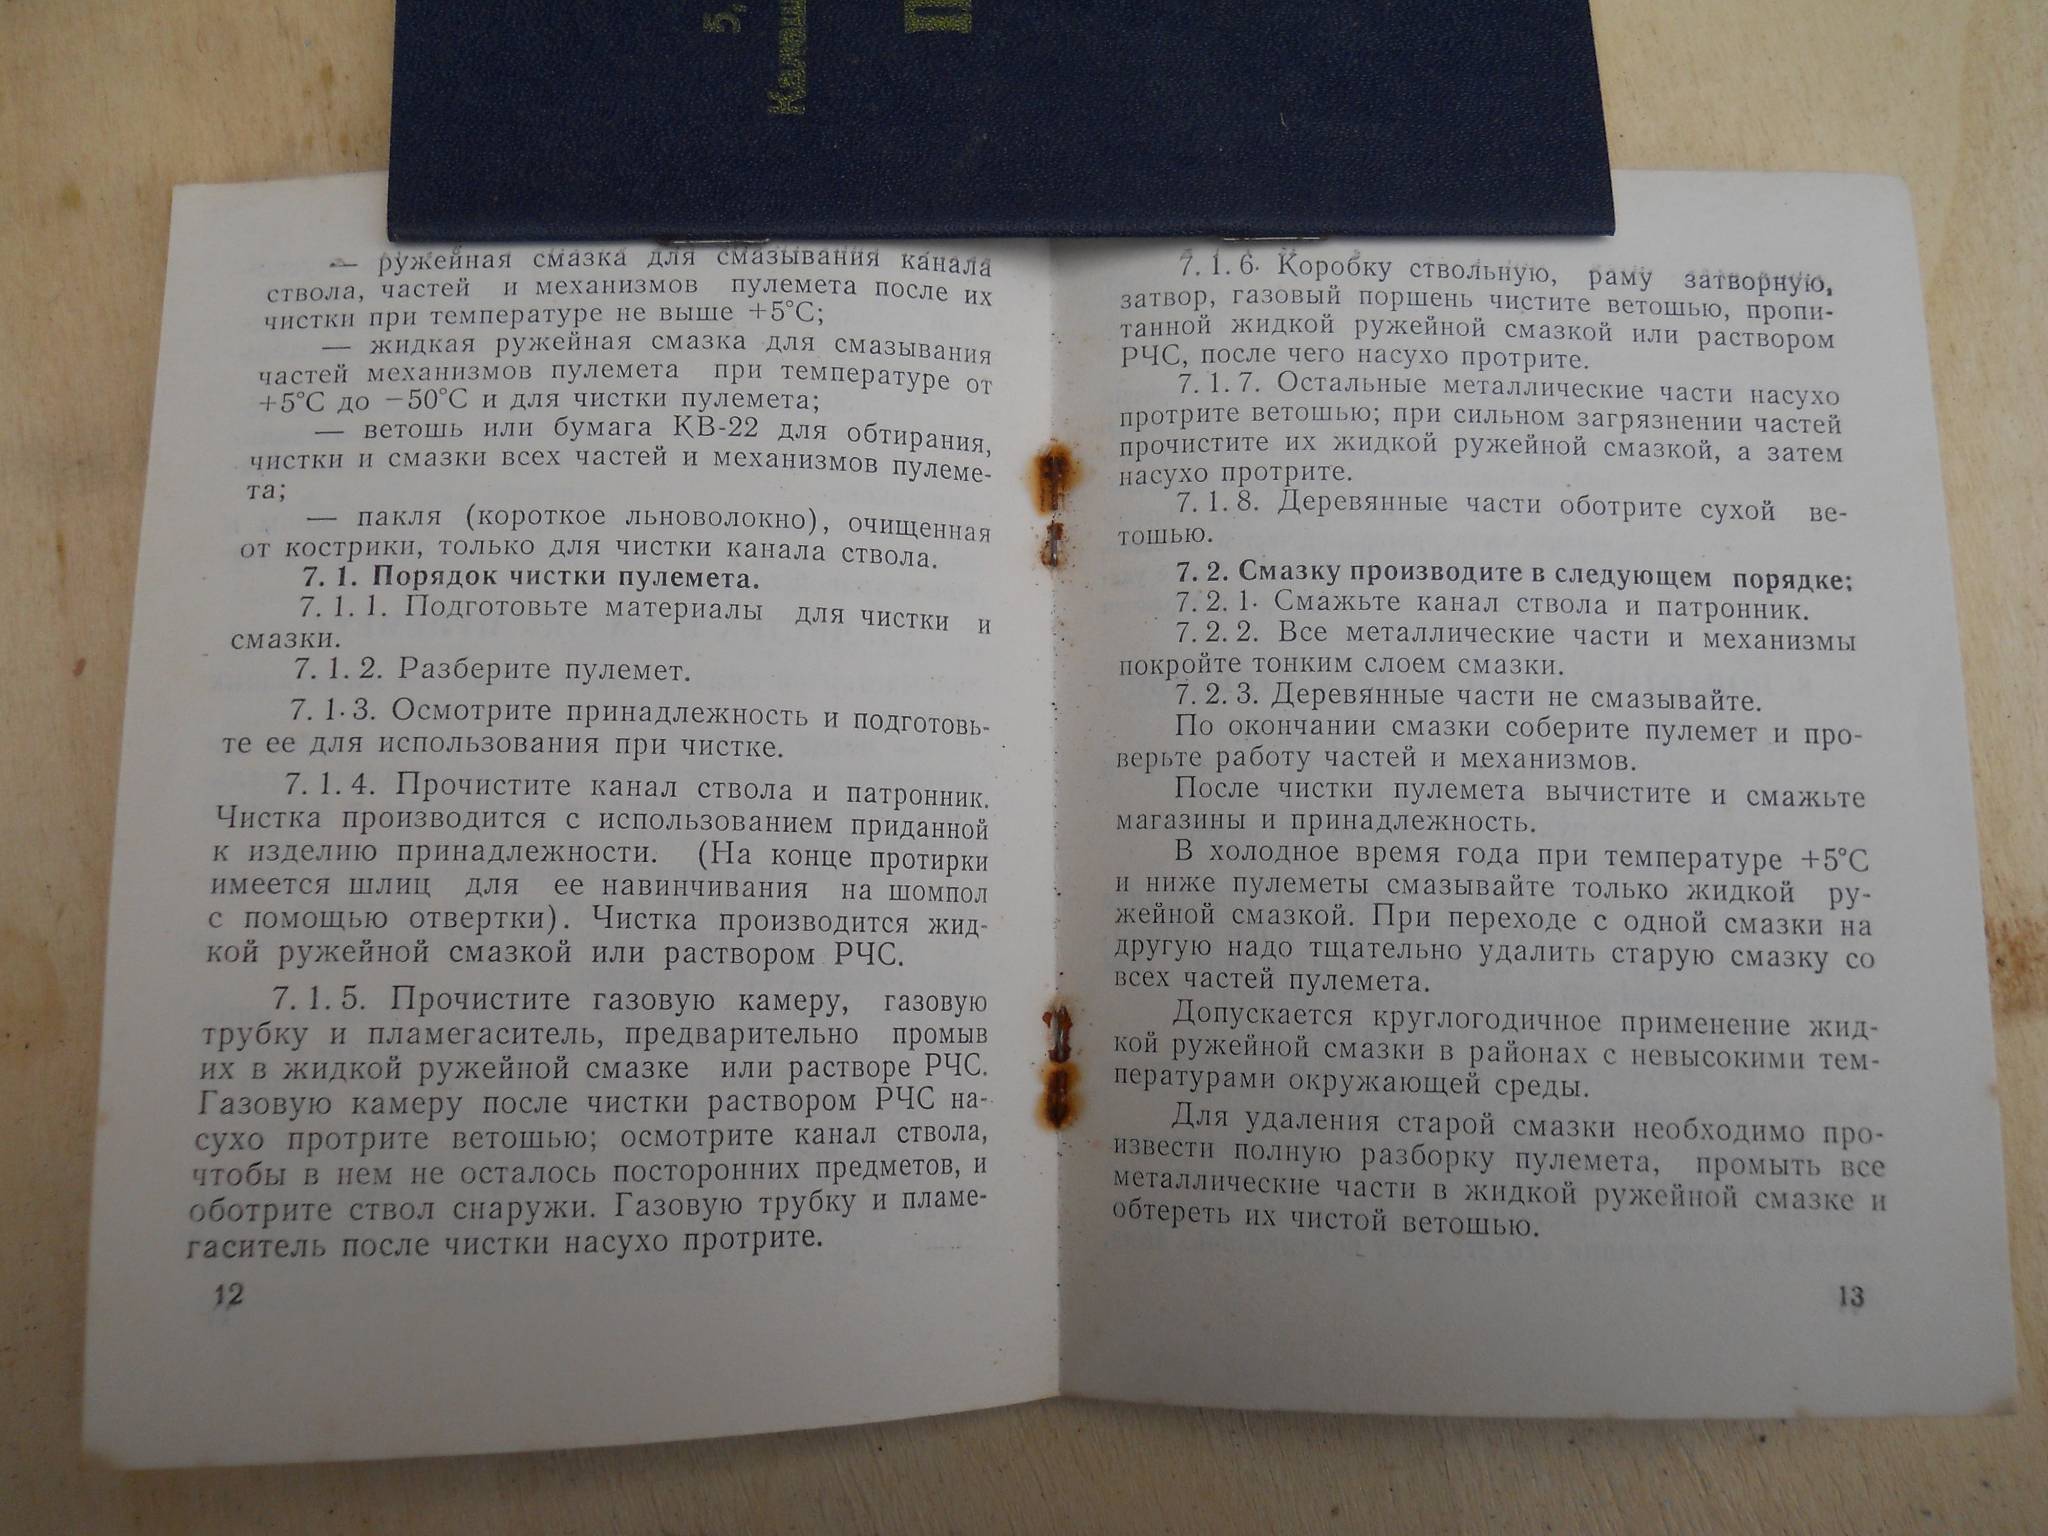 5,
— ружейная смазка для смазывания канала
ствола, частей и механизмов пулемета после их
чистки при температуре не выше +5°С;
— жидкая ружейная смазка для смазывания
частей механизмов пулемета при температуре от
+5°С до −50°С и для чистки пулемета;
— ветошь или бумага КВ-22 для обтирания,
чистки и смазки всех частей и механизмов пулеме-
та;
— пакля (короткое льноволокно), очищенная
от кострики, только для чистки канала ствола.
7. 1. Порядок чистки пулемета.
7. 1. 1. Подготовьте материалы для чистки и
смазки.
7. 1. 2. Разберите пулемет.
7. 1· 3. Осмотрите принадлежность и подготовь-
те ее для использования при чистке.
7. 1. 4. Прочистите канал ствола и патронник.
Чистка производится с использованием приданной
к изделию принадлежности. (На конце протирки
имеется шлиц для ее навинчивания на шомпол
с помощью отвертки). Чистка производится жид-
кой ружейной смазкой или раствором РЧС.
7. 1. 5. Прочистите газовую камеру, газовую
трубку и пламегаситель, предварительно промыв
их в жидкой ружейной смазке или растворе РЧС.
Газовую камеру после чистки раствором РЧС на-
сухо протрите ветошью; осмотрите канал ствола,
чтобы в нем не осталось посторонних предметов, и
оботрите ствол снаружи. Газовую трубку и пламе-
гаситель после чистки насухо протрите.
12
7. 1. 6· Коробку ствольную, раму затворную,
затвор, газовый поршень чистите ветошью, пропи-
танной жидкой ружейной смазкой или раствором
РЧС, после чего насухо протрите.
7. 1. 7. Остальные металлические части насухо
протрите ветошью; при сильном загрязнении частей
прочистите их жидкой ружейной смазкой, а затем
насухо протрите.
7. 1. 8. Деревянные части оботрите сухой ве-
тошью.
7. 2. Смазку производите в следующем порядке:
7. 2. 1· Смажьте канал ствола и патронник.
7. 2. 2. Все металлические части и механизмы
покройте тонким слоем смазки.
7. 2. 3. Деревянные части не смазывайте.
По окончании смазки соберите пулемет и про-
верьте работу частей и механизмов.
После чистки пулемета вычистите и смажьте
магазины и принадлежность.
В холодное время года при температуре +5°С
и ниже пулеметы смазывайте только жидкой ру-
жейной смазкой. При переходе с одной смазки на
другую надо тщательно удалить старую смазку со
всех частей пулемета.
Допускается круглогодичное применение жид-
кой ружейной смазки в районах с невысокими тем-
пературами окружающей среды.
Для удаления старой смазки необходимо про-
извести полную разборку пулемета, промыть все
металлические части в жидкой ружейной смазке и
обтереть их чистой ветошью.
13